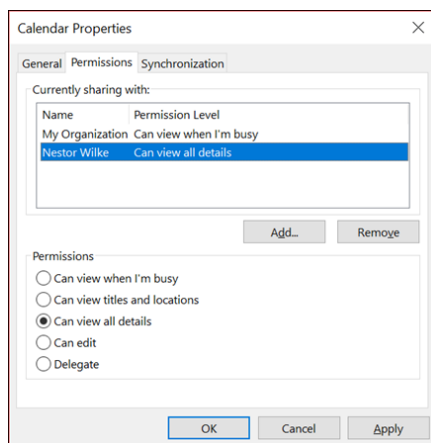 Calendar Properties
General Permissions Synchronization
Currently sharing with:
Name Permission Level
My Organization Can view when I'm busy
Nestor Wilke Can view all details
Add... Remove
Permissions
Can view when I'm busy
Can view titles and locations
Can view all details
Can edit
Delegate
OK Cancel Apply